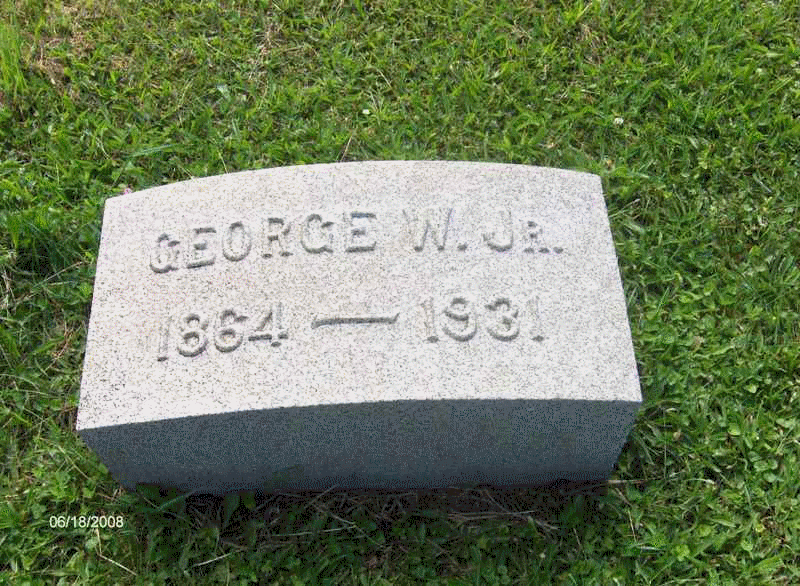 GEORGE W. JR.
1864 — 1931
06/18/2008